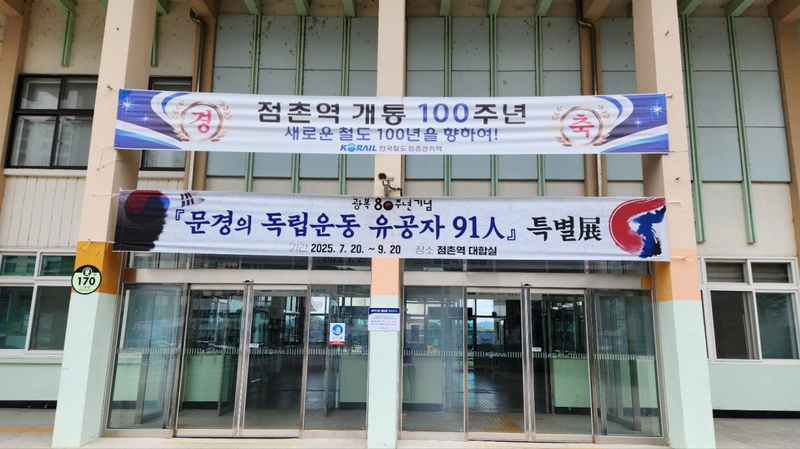 경 점촌역 개통 100주년 축
새로운 철도 100년을 향하여!
KORAIL 한국철도 점촌관리역
광복 80주년 기념
『문경의 독립운동 유공자 91人』 특별展
기간 2025. 7. 20. ~ 9. 20 장소 점촌역 대합실
170